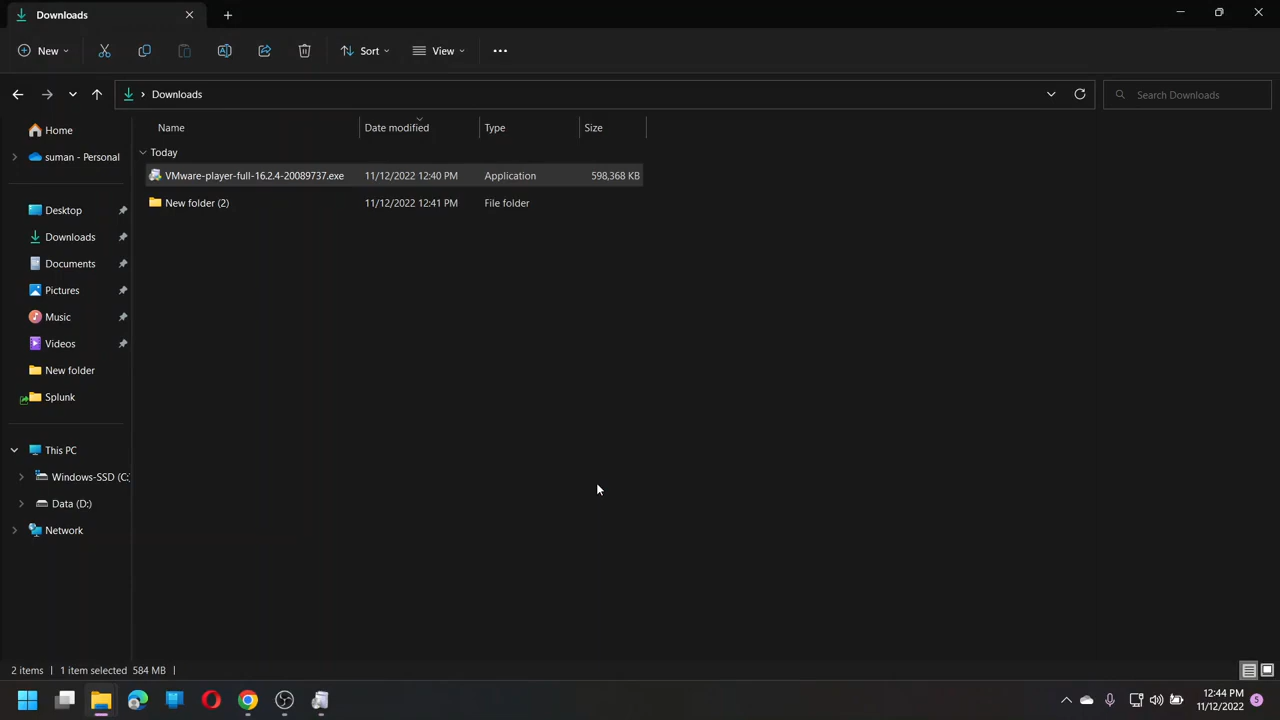 Downloads
New
Sort
View
Downloads
Search Downloads
Name
Date modified
Type
Size
Today
VMware-player-full-16.2.4-20089737.exe
11/12/2022 12:40 PM
Application
598,368 KB
New folder (2)
11/12/2022 12:41 PM
File folder
Home
suman - Personal
Desktop
Downloads
Documents
Pictures
Music
Videos
New folder
Splunk
This PC
Windows-SSD (C:
Data (D:)
Network
2 items
1 item selected 584 MB
12:44 PM
11/12/2022
5